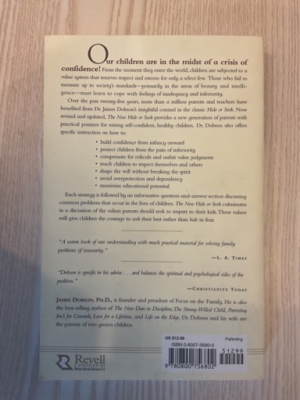 Our children are in the midst of a crisis of
confidence! From the moment they enter the world, children are subjected to a
value system that reserves respect and esteem for only a select few. Those who fail to
measure up to society's standards—primarily in the areas of beauty and intelli-
gence—must learn to cope with feelings of inadequacy and inferiority.
Over the past twenty-five years, more than a million parents and teachers have
benefited from Dr. James Dobson's insightful counsel in the classic Hide or Seek. Now
revised and updated, The New Hide or Seek provides a new generation of parents with
practical pointers for raising self-confident, healthy children. Dr. Dobson also offers
specific instruction on how to:
• build confidence from infancy onward
• protect children from the pain of inferiority
• compensate for ridicule and unfair value judgments
• teach children to respect themselves and others
• shape the will without breaking the spirit
• avoid overprotection and dependency
• maximize educational potential
Each strategy is followed by an informative question-and-answer section discussing
common problems that occur in the lives of children. The New Hide or Seek culminates
in a discussion of the values parents should seek to impart to their kids. These values
will give children the courage to seek their best rather than hide in fear.
"A warm book of understanding with much practical material for solving family
problems of insecurity."
—L. A. TIMES
"Dobson is specific in his advice . . . and balances the spiritual and psychological sides of the
problem."
—CHRISTIANITY TODAY
JAMES DOBSON, PH.D., is founder and president of Focus on the Family. He is also
the best-selling author of The New Dare to Discipline, The Strong-Willed Child, Parenting
Isn't for Cowards, Love for a Lifetime, and Life on the Edge. Dr. Dobson and his wife are
the parents of two grown children.
US $12.99
Parenting
ISBN 0-8007-5680-0
51299
9 780800 756802
Revell